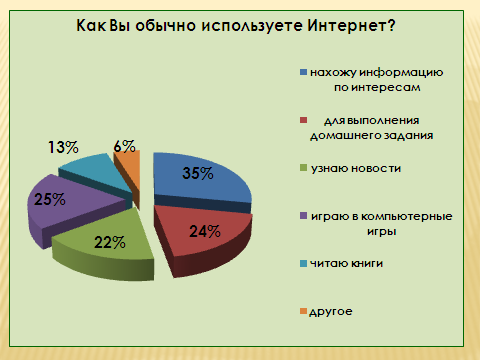 Как Вы обычно используете Интернет?
нахожу информацию
по интересам
для выполнения
домашнего задания
узнаю новости
играю в компьютерные
игры
читаю книги
другое
13%
6%
35%
25%
24%
22%